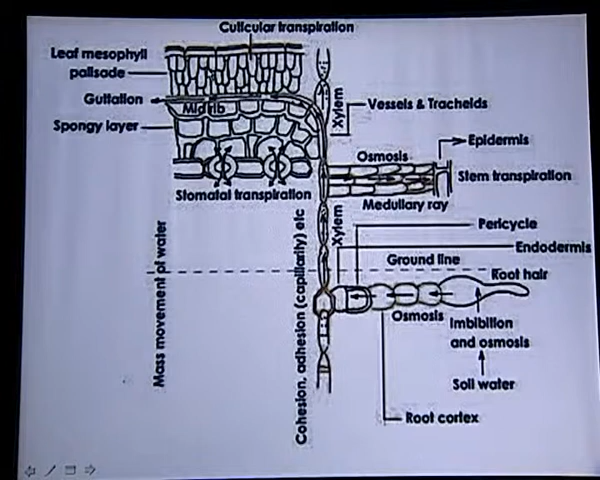 Cuticular transpiration
Leaf mesophyll
palisade
Guttation
Midrib
Spongy layer
Xylem
Vessels & Tracheids
Epidermis
Osmosis
Stem transpiration
Stomatal transpiration
Medullary ray
Xylem
Pericycle
Endodermis
Ground line
Root hair
Mass movement of water
Cohesion, adhesion (capillarity) etc
Osmosis
Imbibition
and osmosis
Soil water
Root cortex